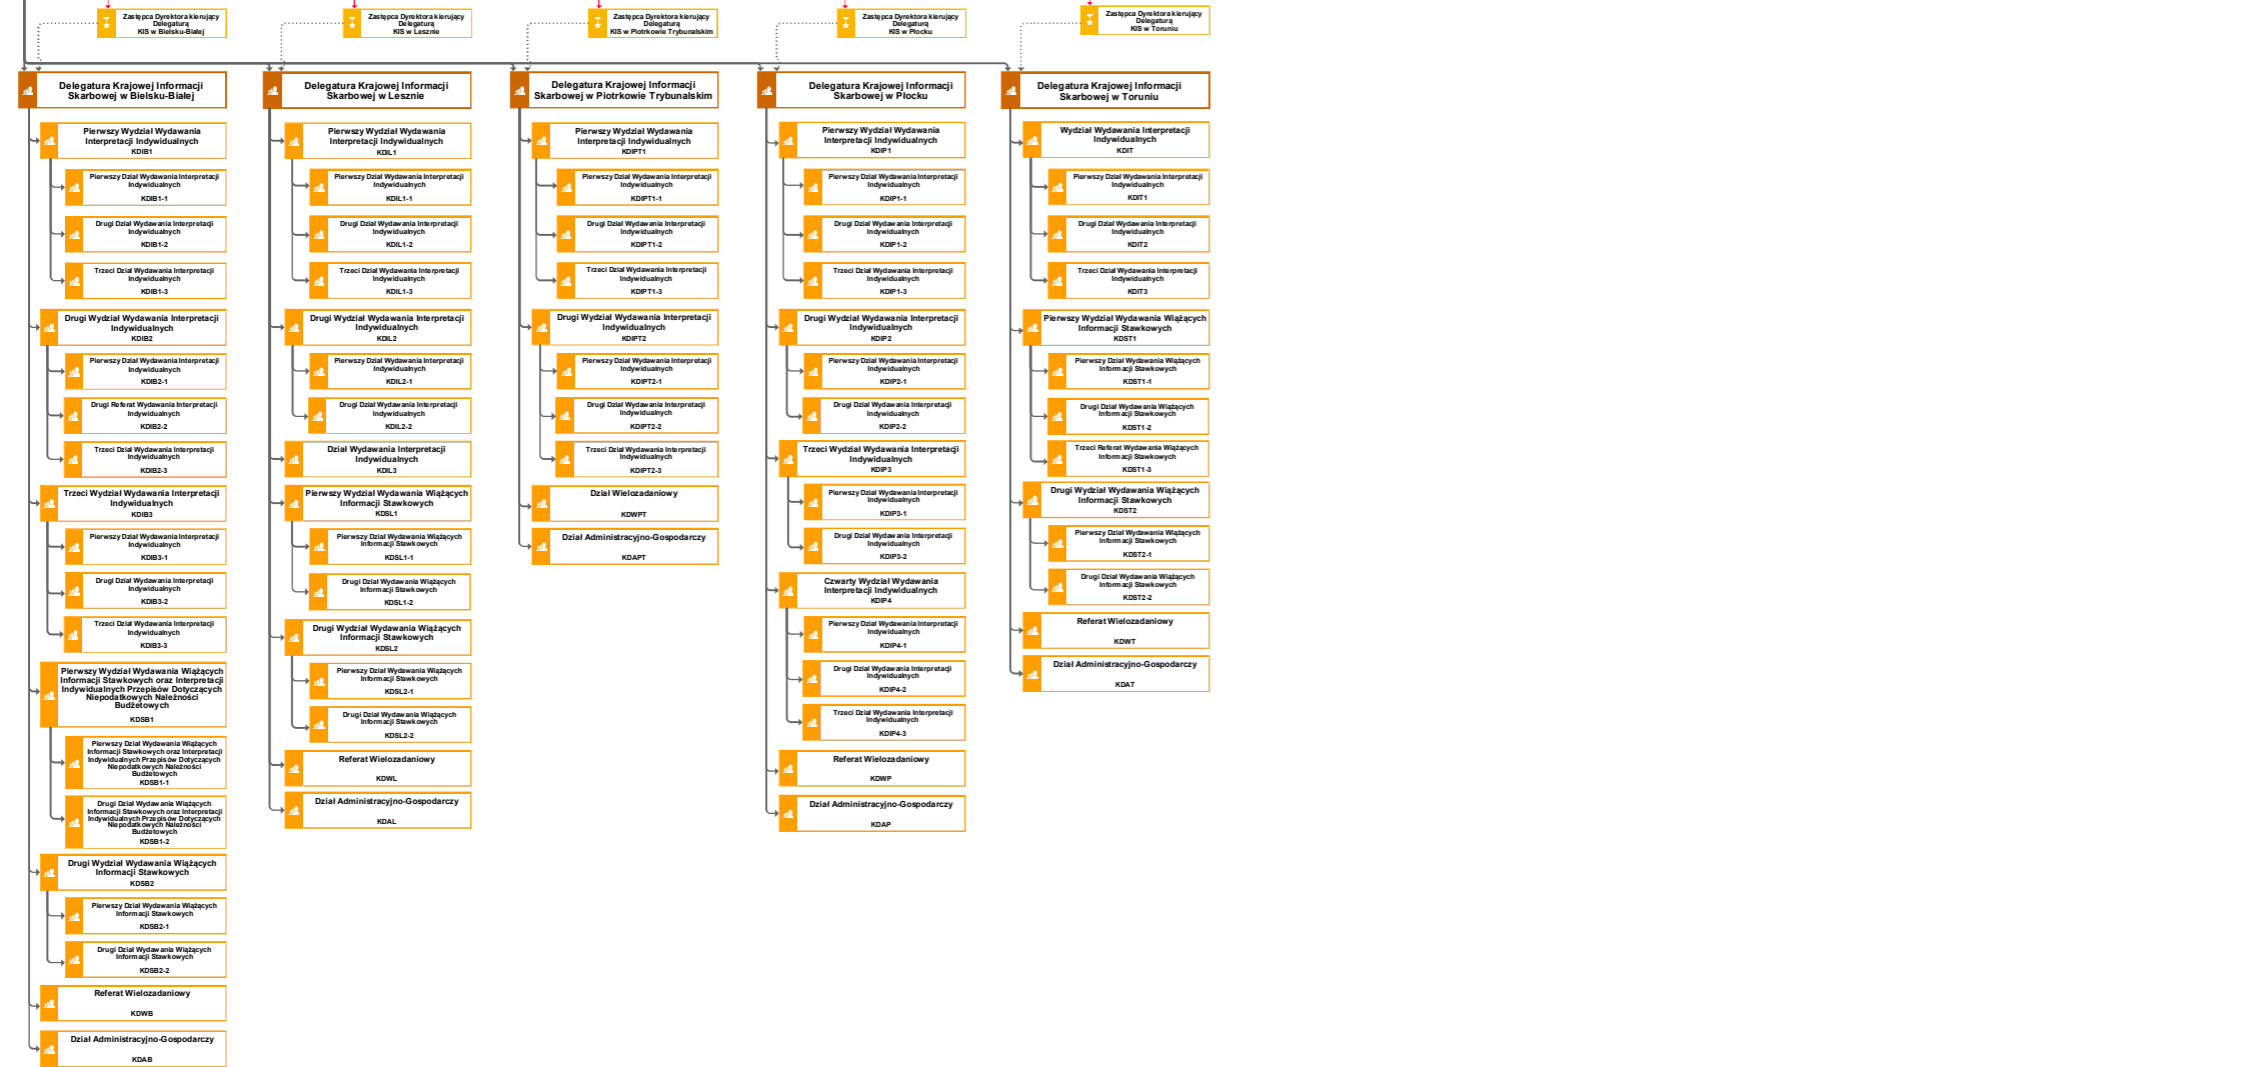 Zastępca Dyrektora kierujący
Delegaturą
KIS w Bielsku-Białej
Zastępca Dyrektora kierujący
Delegaturą
KIS w Lesznie
Zastępca Dyrektora kierujący
Delegaturą
KIS w Piotrkowie Trybunalskim
Zastępca Dyrektora kierujący
Delegaturą
KIS w Płocku
Zastępca Dyrektora kierujący
Delegaturą
KIS w Toruniu
Delegatura Krajowej Informacji
Skarbowej w Bielsku-Białej
Pierwszy Wydział Wydawania
Interpretacji Indywidualnych
KDIB1
Pierwszy Dział Wydawania Interpretacji
Indywidualnych
KDIB1-1
Drugi Dział Wydawania Interpretacji
Indywidualnych
KDIB1-2
Trzeci Dział Wydawania Interpretacji
Indywidualnych
KDIB1-3
Drugi Wydział Wydawania Interpretacji
Indywidualnych
KDIB2
Pierwszy Dział Wydawania Interpretacji
Indywidualnych
KDIB2-1
Drugi Referat Wydawania Interpretacji
Indywidualnych
KDIB2-2
Trzeci Dział Wydawania Interpretacji
Indywidualnych
KDIB2-3
Trzeci Wydział Wydawania Interpretacji
Indywidualnych
KDIB3
Pierwszy Dział Wydawania Interpretacji
Indywidualnych
KDIB3-1
Drugi Dział Wydawania Interpretacji
Indywidualnych
KDIB3-2
Trzeci Dział Wydawania Interpretacji
Indywidualnych
KDIB3-3
Pierwszy Wydział Wydawania Wiążących
Informacji Stawkowych oraz Interpretacji
Indywidualnych Przepisów Dotyczących
Niepodatkowych Należności
Budżetowych
KDSB1
Pierwszy Dział Wydawania Wiążących
Informacji Stawkowych oraz Interpretacji
Indywidualnych Przepisów Dotyczących
Niepodatkowych Należności
Budżetowych
KDSB1-1
Drugi Dział Wydawania Wiążących
Informacji Stawkowych oraz Interpretacji
Indywidualnych Przepisów Dotyczących
Niepodatkowych Należności
Budżetowych
KDSB1-2
Drugi Wydział Wydawania Wiążących
Informacji Stawkowych
KDSB2
Pierwszy Dział Wydawania Wiążących
Informacji Stawkowych
KDSB2-1
Drugi Dział Wydawania Wiążących
Informacji Stawkowych
KDSB2-2
Referat Wielozadaniowy
KDWB
Dział Administracyjno-Gospodarczy
KDAB
Delegatura Krajowej Informacji
Skarbowej w Lesznie
Pierwszy Wydział Wydawania
Interpretacji Indywidualnych
KDIL1
Pierwszy Dział Wydawania Interpretacji
Indywidualnych
KDIL1-1
Drugi Dział Wydawania Interpretacji
Indywidualnych
KDIL1-2
Trzeci Dział Wydawania Interpretacji
Indywidualnych
KDIL1-3
Drugi Wydział Wydawania Interpretacji
Indywidualnych
KDIL2
Pierwszy Dział Wydawania Interpretacji
Indywidualnych
KDIL2-1
Drugi Dział Wydawania Interpretacji
Indywidualnych
KDIL2-2
Dział Wydawania Interpretacji
Indywidualnych
KDIL3
Pierwszy Wydział Wydawania Wiążących
Informacji Stawkowych
KDSL1
Pierwszy Dział Wydawania Wiążących
Informacji Stawkowych
KDSL1-1
Drugi Dział Wydawania Wiążących
Informacji Stawkowych
KDSL1-2
Drugi Wydział Wydawania Wiążących
Informacji Stawkowych
KDSL2
Pierwszy Dział Wydawania Wiążących
Informacji Stawkowych
KDSL2-1
Drugi Dział Wydawania Wiążących
Informacji Stawkowych
KDSL2-2
Referat Wielozadaniowy
KDWL
Dział Administracyjno-Gospodarczy
KDAL
Delegatura Krajowej Informacji
Skarbowej w Piotrkowie Trybunalskim
Pierwszy Wydział Wydawania
Interpretacji Indywidualnych
KDIPT1
Pierwszy Dział Wydawania Interpretacji
Indywidualnych
KDIPT1-1
Drugi Dział Wydawania Interpretacji
Indywidualnych
KDIPT1-2
Trzeci Dział Wydawania Interpretacji
Indywidualnych
KDIPT1-3
Drugi Wydział Wydawania Interpretacji
Indywidualnych
KDIPT2
Pierwszy Dział Wydawania Interpretacji
Indywidualnych
KDIPT2-1
Drugi Dział Wydawania Interpretacji
Indywidualnych
KDIPT2-2
Trzeci Dział Wydawania Interpretacji
Indywidualnych
KDIPT2-3
Dział Wielozadaniowy
KDWPT
Dział Administracyjno-Gospodarczy
KDAPT
Delegatura Krajowej Informacji
Skarbowej w Płocku
Pierwszy Wydział Wydawania
Interpretacji Indywidualnych
KDIP1
Pierwszy Dział Wydawania Interpretacji
Indywidualnych
KDIP1-1
Drugi Dział Wydawania Interpretacji
Indywidualnych
KDIP1-2
Trzeci Dział Wydawania Interpretacji
Indywidualnych
KDIP1-3
Drugi Wydział Wydawania Interpretacji
Indywidualnych
KDIP2
Pierwszy Dział Wydawania Interpretacji
Indywidualnych
KDIP2-1
Drugi Dział Wydawania Interpretacji
Indywidualnych
KDIP2-2
Trzeci Wydział Wydawania Interpretacji
Indywidualnych
KDIP3
Pierwszy Dział Wydawania Interpretacji
Indywidualnych
KDIP3-1
Drugi Dział Wydawania Interpretacji
Indywidualnych
KDIP3-2
Czwarty Wydział Wydawania
Interpretacji Indywidualnych
KDIP4
Pierwszy Dział Wydawania Interpretacji
Indywidualnych
KDIP4-1
Drugi Dział Wydawania Interpretacji
Indywidualnych
KDIP4-2
Trzeci Dział Wydawania Interpretacji
Indywidualnych
KDIP4-3
Referat Wielozadaniowy
KDWP
Dział Administracyjno-Gospodarczy
KDAP
Delegatura Krajowej Informacji
Skarbowej w Toruniu
Wydział Wydawania Interpretacji
Indywidualnych
KDIT
Pierwszy Dział Wydawania Interpretacji
Indywidualnych
KDIT1
Drugi Dział Wydawania Interpretacji
Indywidualnych
KDIT2
Trzeci Dział Wydawania Interpretacji
Indywidualnych
KDIT3
Pierwszy Wydział Wydawania Wiążących
Informacji Stawkowych
KDST1
Pierwszy Dział Wydawania Wiążących
Informacji Stawkowych
KDST1-1
Drugi Dział Wydawania Wiążących
Informacji Stawkowych
KDST1-2
Trzeci Referat Wydawania Wiążących
Informacji Stawkowych
KDST1-3
Drugi Wydział Wydawania Wiążących
Informacji Stawkowych
KDST2
Pierwszy Dział Wydawania Wiążących
Informacji Stawkowych
KDST2-1
Drugi Dział Wydawania Wiążących
Informacji Stawkowych
KDST2-2
Referat Wielozadaniowy
KDWT
Dział Administracyjno-Gospodarczy
KDAT